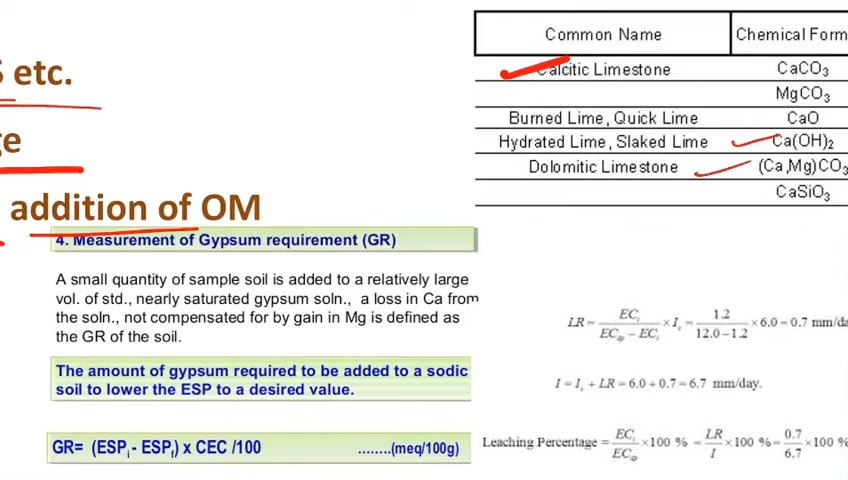 S etc.
ge
addition of OM
4. Measurement of Gypsum requirement (GR)
A small quantity of sample soil is added to a relatively large
vol. of std., nearly saturated gypsum soln., a loss in Ca from
the soln., not compensated for by gain in Mg is defined as
the GR of the soil.
The amount of gypsum required to be added to a sodic
soil to lower the ESP to a desired value.
GR= (ESPi - ESPf) x CEC /100 ........(meq/100g)
Common Name Chemical Form
Calcitic Limestone CaCO3
MgCO3
Burned Lime, Quick Lime CaO
Hydrated Lime, Slaked Lime Ca(OH)2
Dolomitic Limestone (Ca,Mg)CO3
CaSiO3
LR = ECi / (ECdp − ECi) × Is = 1.2 / (12.0−1.2) × 6.0 = 0.7 mm/da
I = Is + LR = 6.0 + 0.7 = 6.7 mm/day.
Leaching Percentage = ECi / ECdp × 100 % = LR / I × 100 % = 0.7 / 6.7 × 100 %